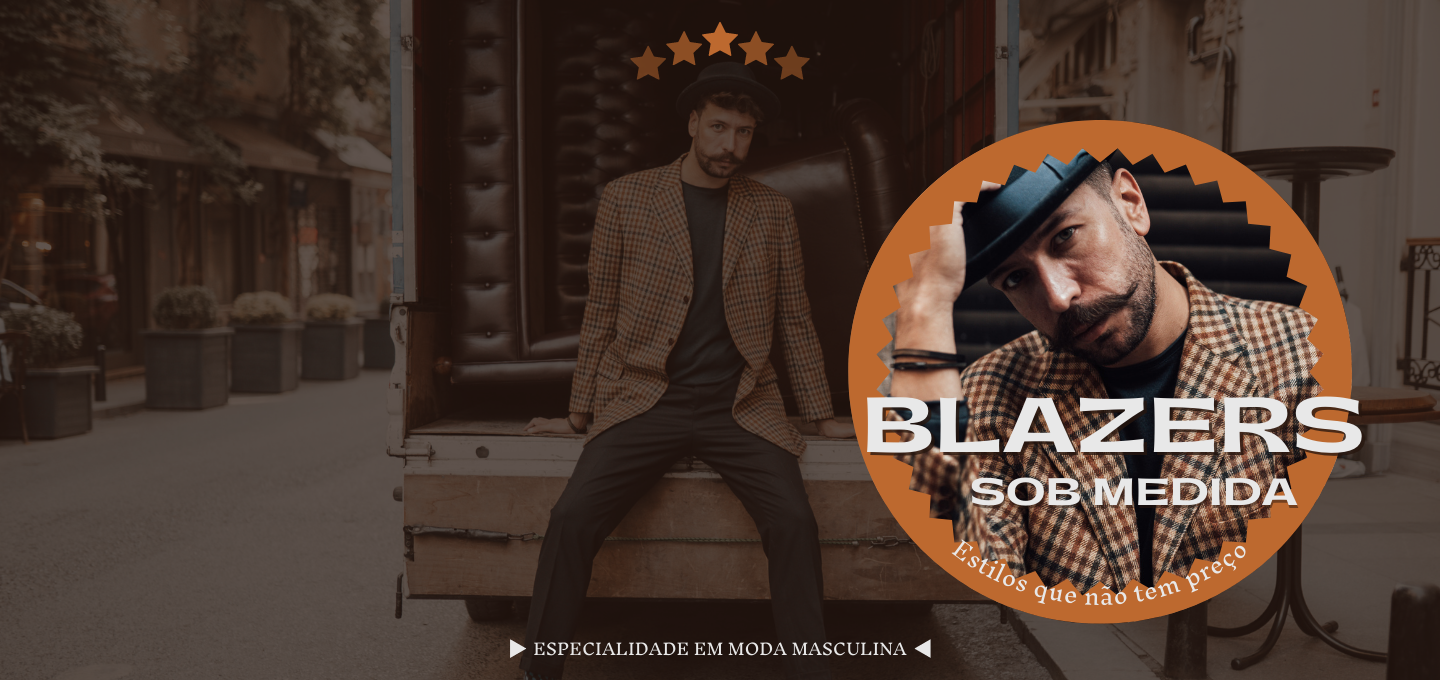 BLAZERS
SOB MEDIDA
Estilos que não tem preço
ESPECIALIDADE EM MODA MASCULINA